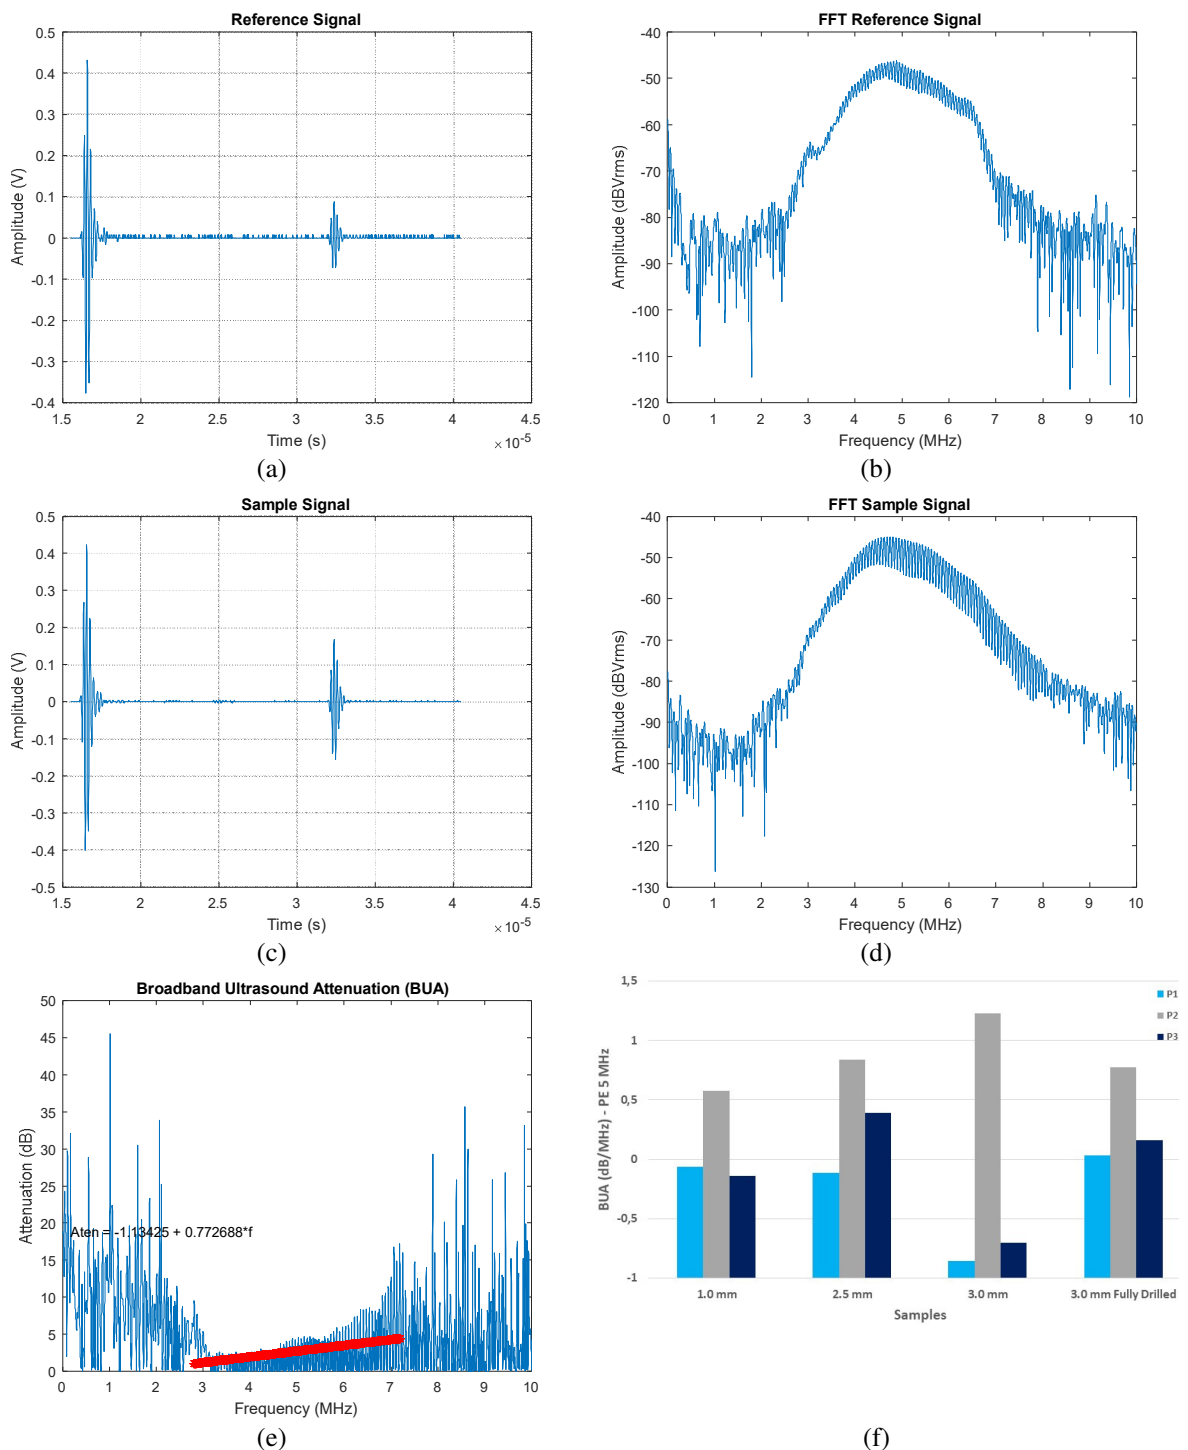 Reference Signal
0.5
0.4
0.3
0.2
0.1
0
-0.1
-0.2
-0.3
-0.4
Amplitude (V)
1.5 2 2.5 3 3.5 4 4.5
Time (s)
×10-5
(a)
FFT Reference Signal
-40
-50
-60
-70
-80
-90
-100
-110
-120
Amplitude (dBVrms)
0 1 2 3 4 5 6 7 8 9 10
Frequency (MHz)
(b)
Sample Signal
0.5
0.4
0.3
0.2
0.1
0
-0.1
-0.2
-0.3
-0.4
-0.5
Amplitude (V)
1.5 2 2.5 3 3.5 4 4.5
Time (s)
×10-5
(c)
FFT Sample Signal
-40
-50
-60
-70
-80
-90
-100
-110
-120
-130
Amplitude (dBVrms)
0 1 2 3 4 5 6 7 8 9 10
Frequency (MHz)
(d)
Broadband Ultrasound Attenuation (BUA)
50
45
40
35
30
25
20
15
10
5
0
Attenuation (dB)
Aten = -1.13425 + 0.772688*f
0 1 2 3 4 5 6 7 8 9 10
Frequency (MHz)
(e)
1,5
1
0,5
0
-0,5
-1
BUA (dB/MHz) - PE 5 MHz
P1
P2
P3
1.0 mm 2.5 mm 3.0 mm 3.0 mm Fully Drilled
Samples
(f)